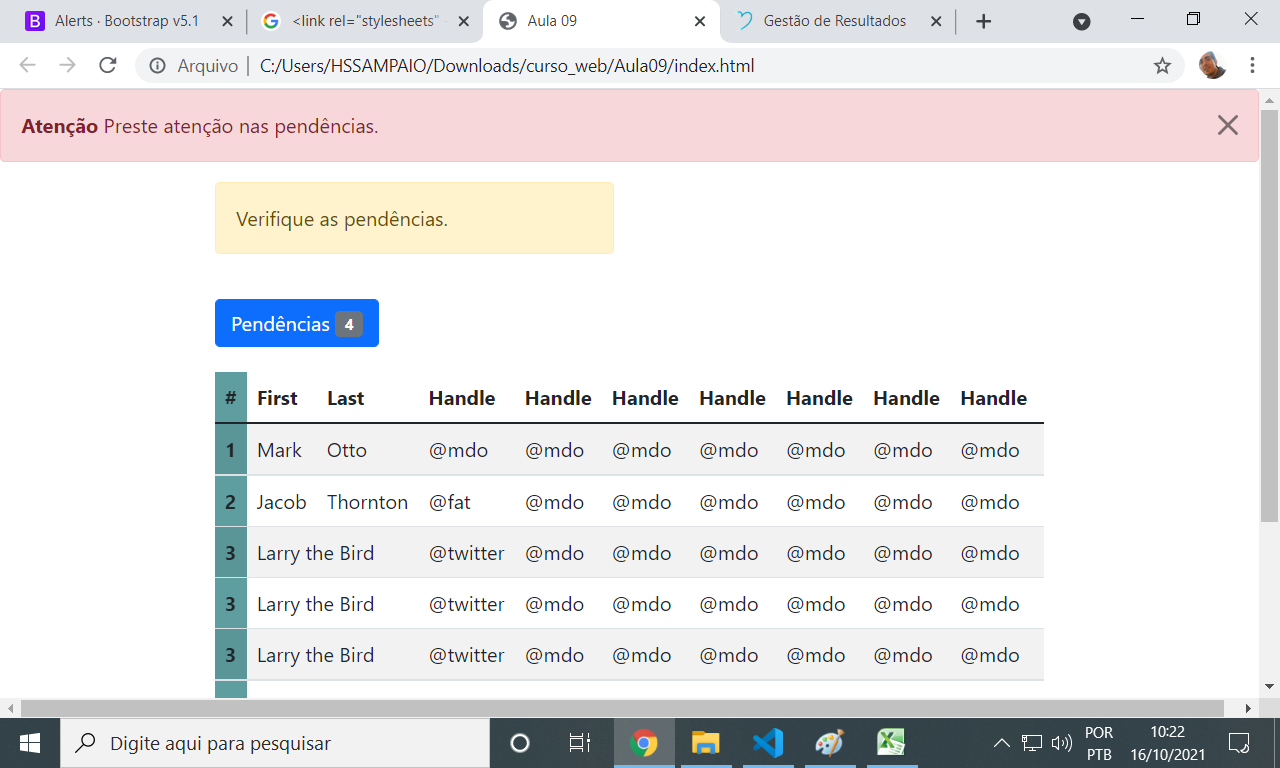 Alerts · Bootstrap v5.1
<link rel="stylesheets"
Aula 09
Gestão de Resultados
Arquivo | C:/Users/HSSAMPAIO/Downloads/curso_web/Aula09/index.html
Atenção Preste atenção nas pendências.
Verifique as pendências.
Pendências 4
# First Last Handle Handle Handle Handle Handle Handle Handle
1 Mark Otto @mdo @mdo @mdo @mdo @mdo @mdo @mdo
2 Jacob Thornton @fat @mdo @mdo @mdo @mdo @mdo @mdo
3 Larry the Bird @twitter @mdo @mdo @mdo @mdo @mdo @mdo
3 Larry the Bird @twitter @mdo @mdo @mdo @mdo @mdo @mdo
3 Larry the Bird @twitter @mdo @mdo @mdo @mdo @mdo @mdo
Digite aqui para pesquisar
POR
PTB
10:22
16/10/2021